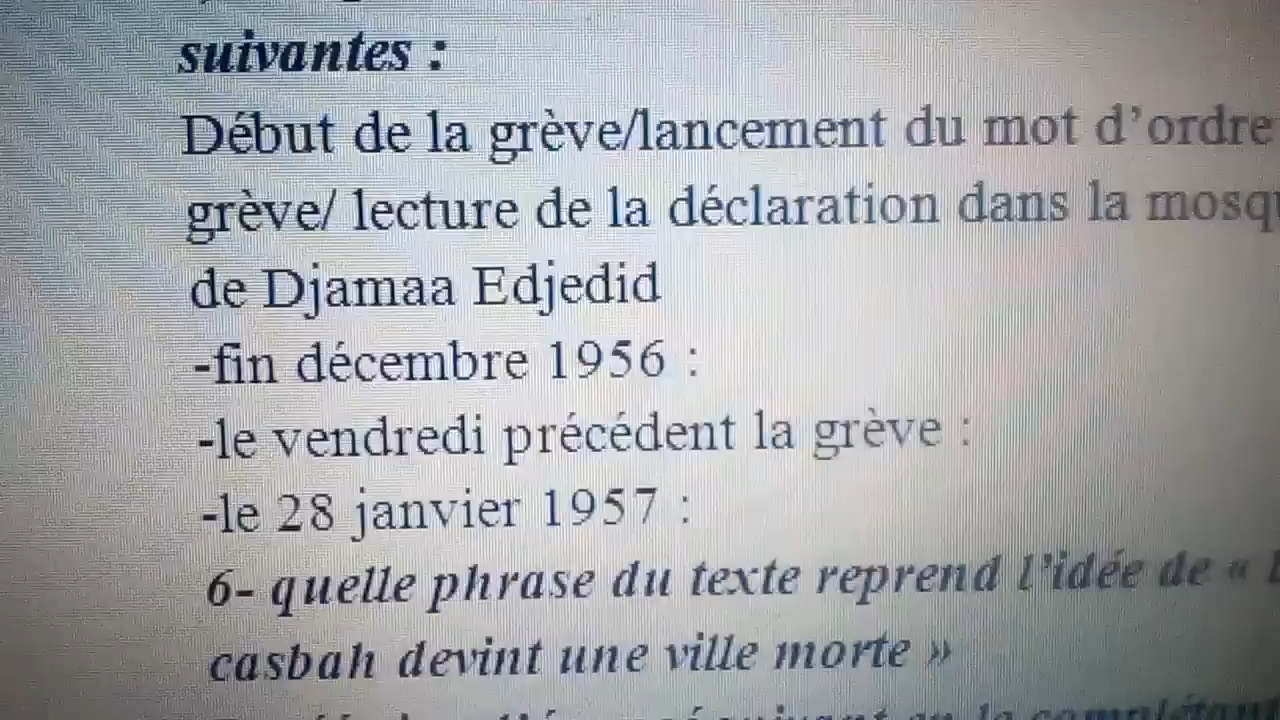 suivantes :
Début de la grève/lancement du mot d'ordre
grève/ lecture de la déclaration dans la
de Djamaa Edjedid
-fin décembre 1956 :
-le vendredi précédent la grève :
-le 28 janvier 1957 :
6- quelle phrase du texte reprend l'idée de «
casbah devint une ville morte »